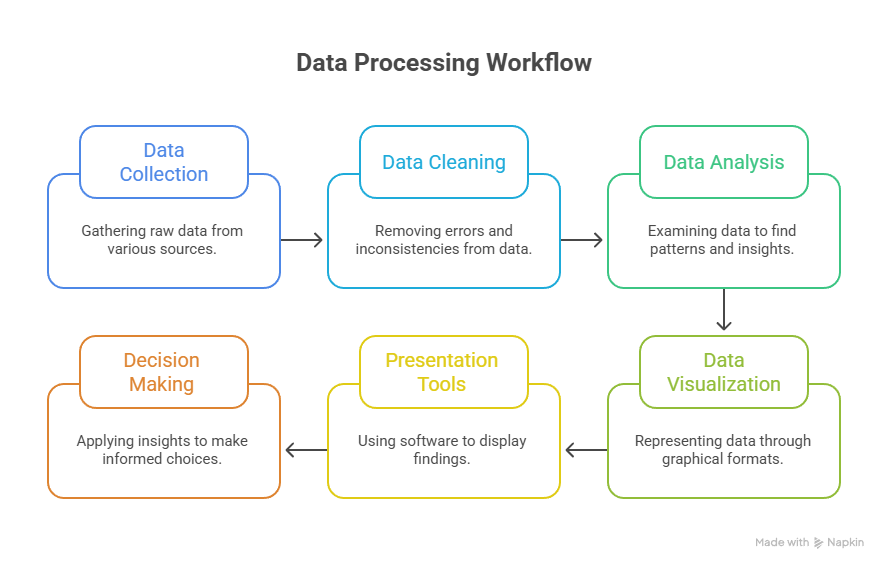 Data Processing Workflow
Data
Collection
Gathering raw data from
various sources.
Data Cleaning
Removing errors and
inconsistencies from data.
Data Analysis
Examining data to find
patterns and insights.
Data
Visualization
Representing data through
graphical formats.
Presentation
Tools
Using software to display
findings.
Decision
Making
Applying insights to make
informed choices.
Made with Napkin